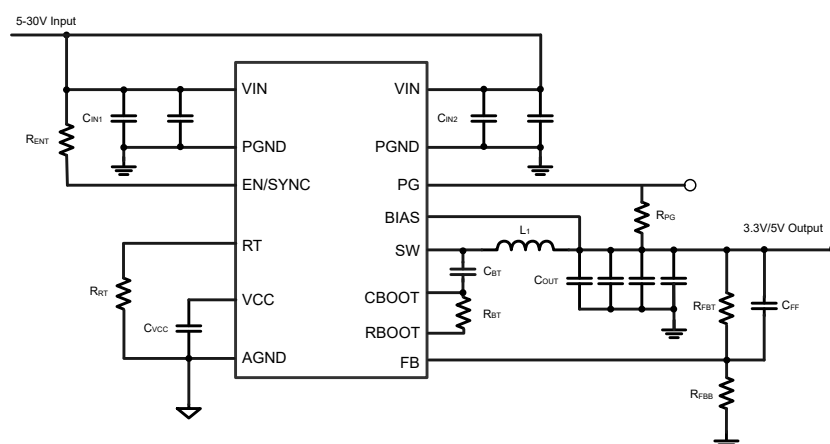 5-30V Input
VIN
VIN
CIN1
CIN2
RENT
PGND
PGND
EN/SYNC
PG
BIAS
RPG
L1
3.3V/5V Output
RT
SW
CBT
COUT
RRT
VCC
CBOOT
RBT
RFBT
CFF
CVCC
RBOOT
AGND
FB
RFBB